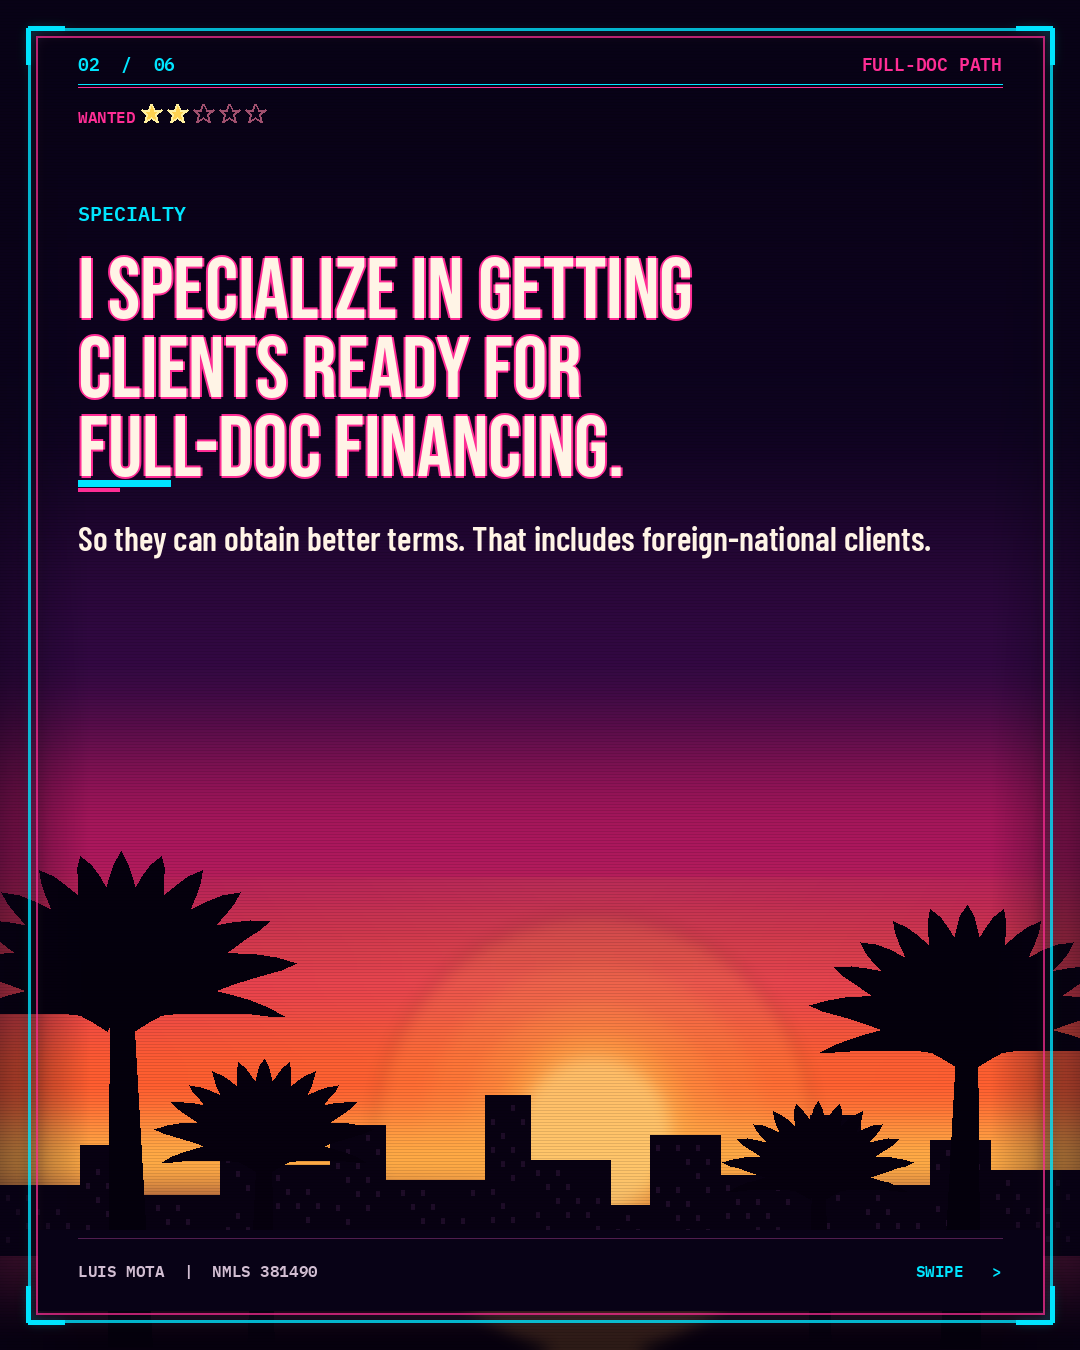 02 / 06
FULL-DOC PATH
WANTED
SPECIALTY
I SPECIALIZE IN GETTING
CLIENTS READY FOR
FULL-DOC FINANCING.
So they can obtain better terms. That includes foreign-national clients.
LUIS MOTA | NMLS 381490
SWIPE >